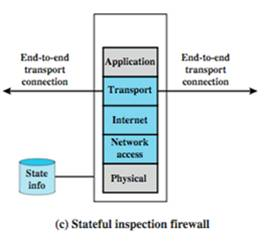 End-to-end
transport
connection
Application
Transport
Internet
Network
access
Physical
End-to-end
transport
connection
State
info
(c) Stateful inspection firewall